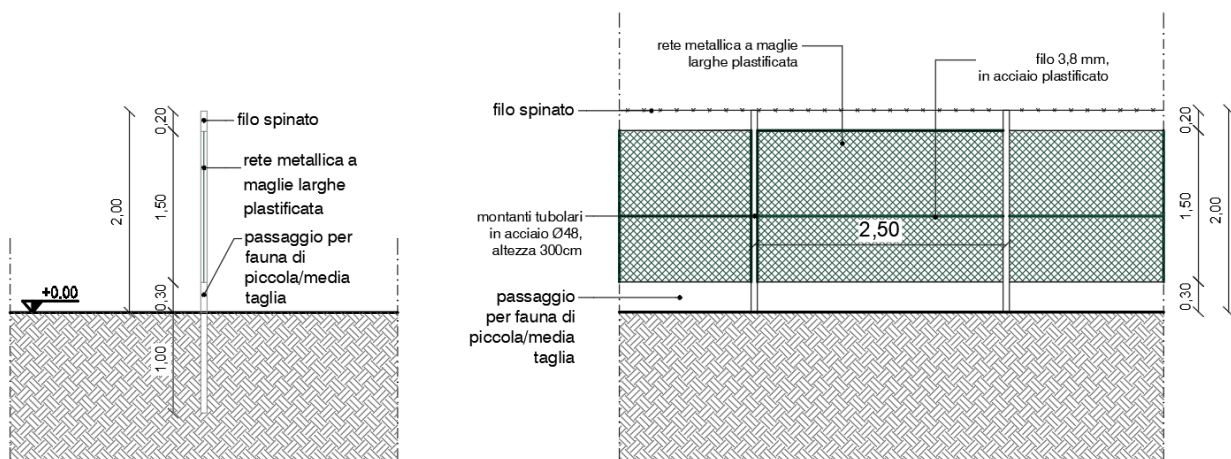 filo spinato
rete metallica a
maglie larghe
plastificata
passaggio per
fauna di
piccola/media
taglia
+0.00
2,00
0,20
1,50
0,30
1,00
rete metallica a maglie
larghe plastificata
filo 3,8 mm,
in acciaio plastificato
filo spinato
montanti tubolari
in acciaio Ø48,
altezza 300cm
2,50
passaggio
per fauna di
piccola/media
taglia
0,20
1,50
0,30
2,00